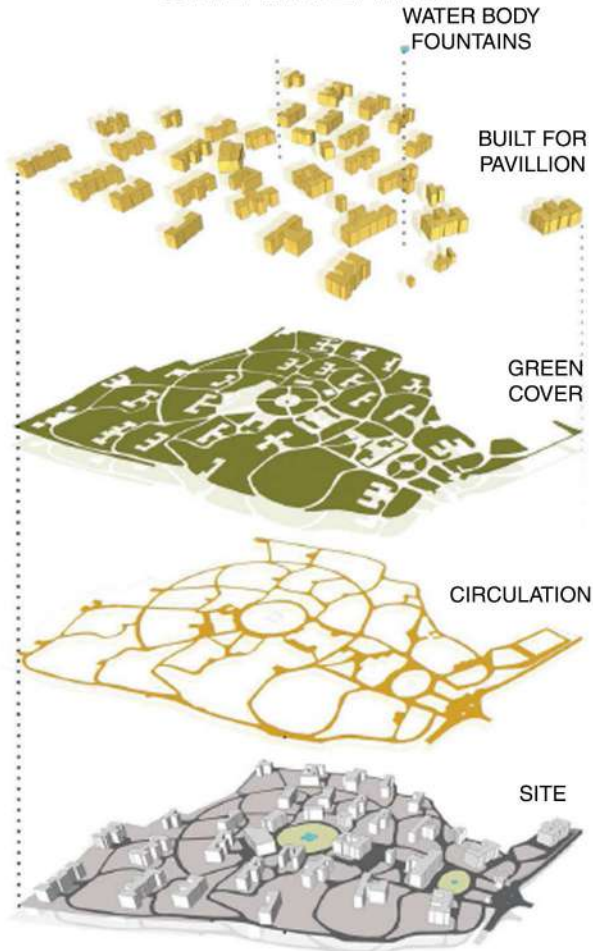 WATER BODY
FOUNTAINS
BUILT FOR
PAVILLION
GREEN
COVER
CIRCULATION
SITE